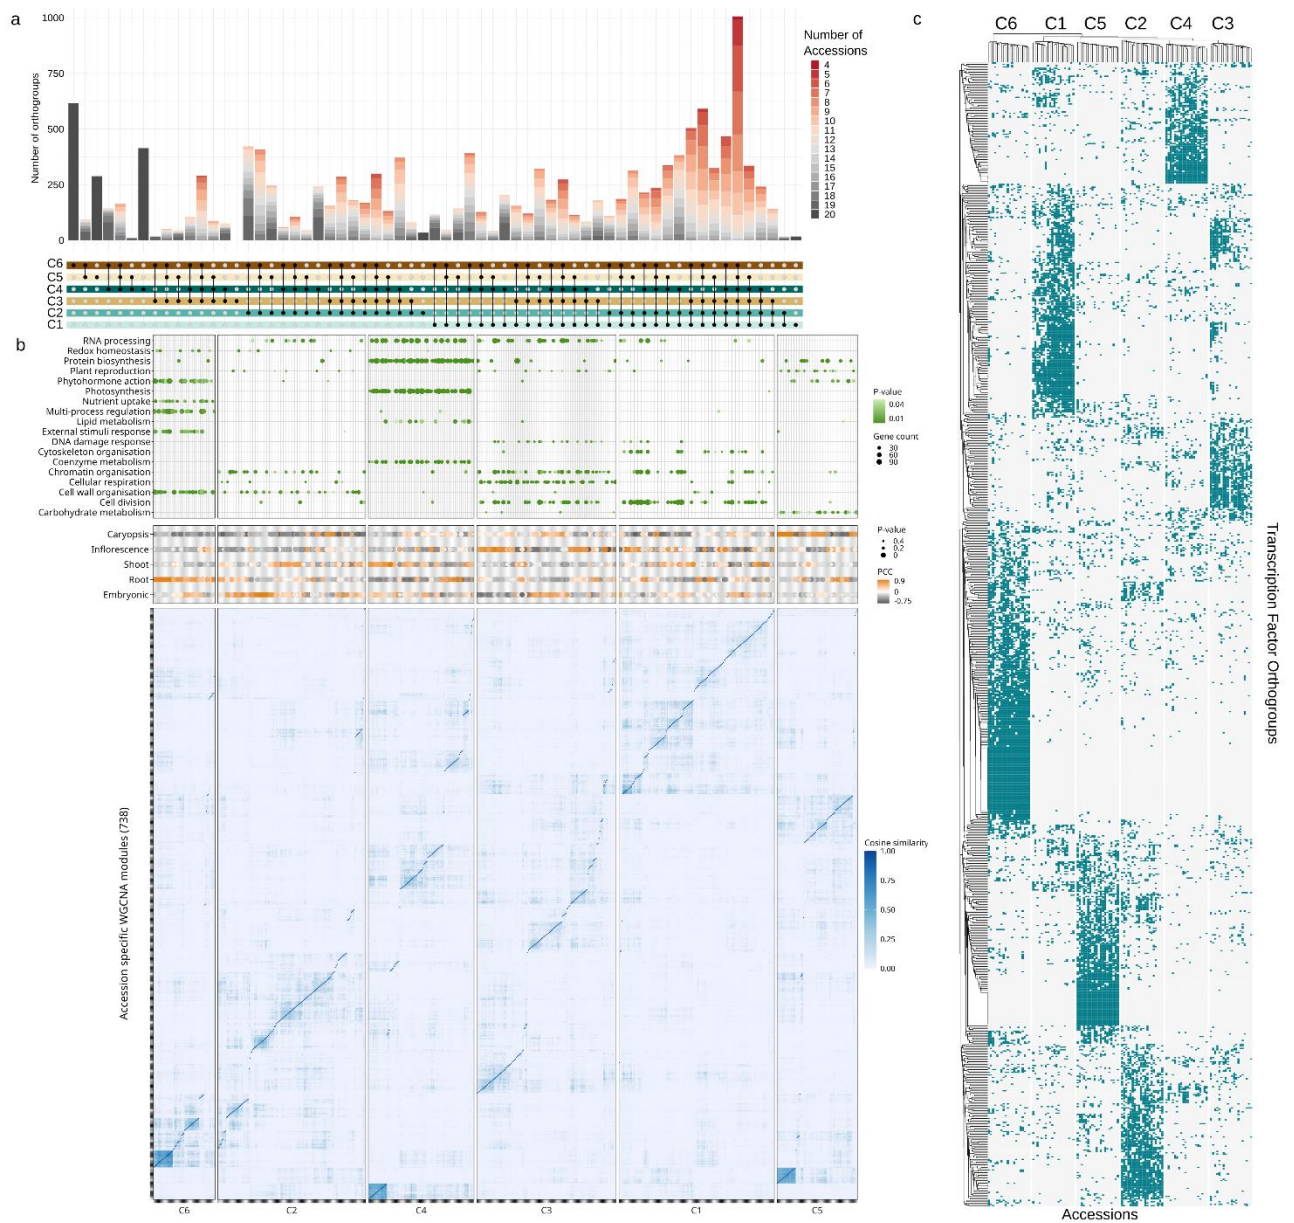 a
1000
750
500
250
0
Number of orthogroups
Number of
Accessions
4
5
6
7
8
9
10
11
12
13
14
15
16
17
18
19
20
C6
C5
C4
C3
C2
C1
b
RNA processing
Redox homeostasis
Protein biosynthesis
Plant reproduction
Phytohormone action
Photosynthesis
Nutrient uptake
Multi-process regulation
Lipid metabolism
External stimuli response
DNA damage response
Cytoskeleton organisation
Coenzyme metabolism
Chromatin organisation
Cellular respiration
Cell wall organisation
Cell division
Carbohydrate metabolism
P-value
0.04
0.01
Gene count
30
60
90
Caryopsis
Inflorescence
Shoot
Root
Embryonic
P-value
0.4
0.2
0
PCC
0.9
0
-0.75
Accession specific WGCNA modules (738)
Cosine similarity
1.00
0.75
0.50
0.25
0.00
C6
C2
C4
C3
C1
C5
c
C6 C1 C5 C2 C4 C3
Transcription Factor Orthogroups
Accessions